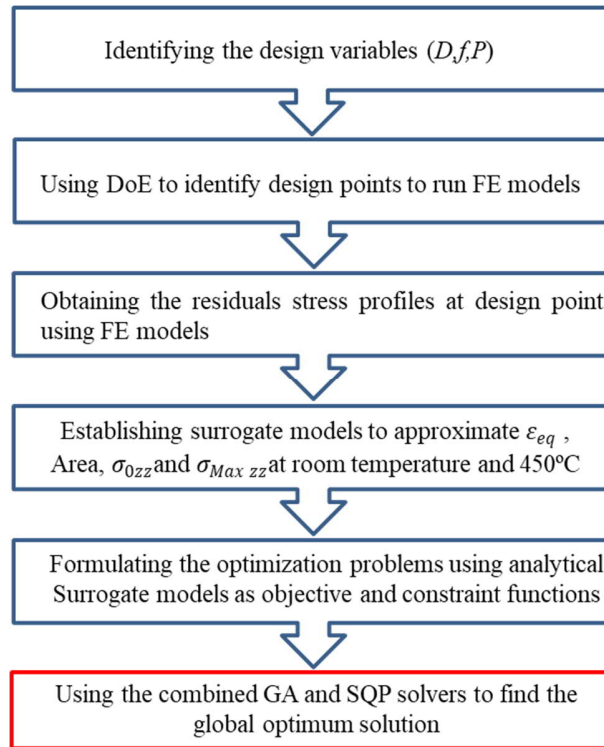 Identifying the design variables (D,f,P)
Using DoE to identify design points to run FE models
Obtaining the residuals stress profiles at design point
using FE models
Establishing surrogate models to approximate εeq ,
Area, σ0zz and σMax zz at room temperature and 450ºC
Formulating the optimization problems using analytical
Surrogate models as objective and constraint functions
Using the combined GA and SQP solvers to find the
global optimum solution